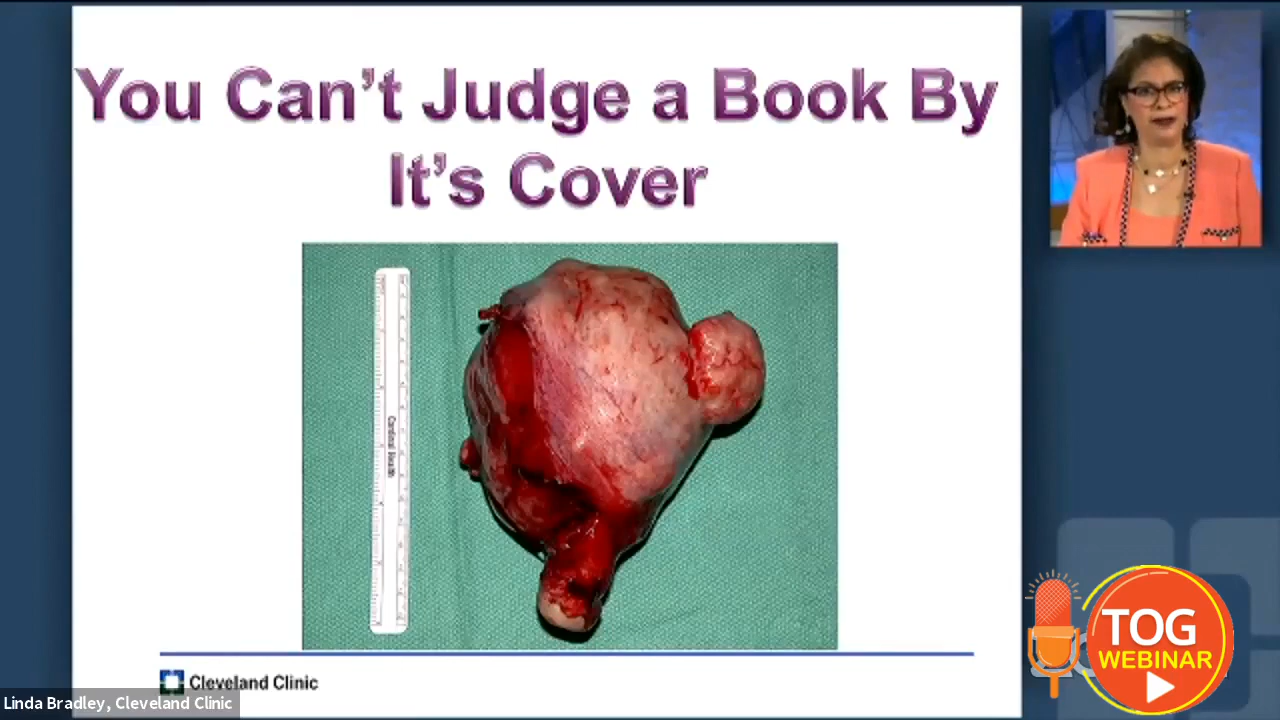 You Can't Judge a Book By
It's Cover
Cardinal Health
Cleveland Clinic
Linda Bradley, Cleveland Clinic
TOG
WEBINAR